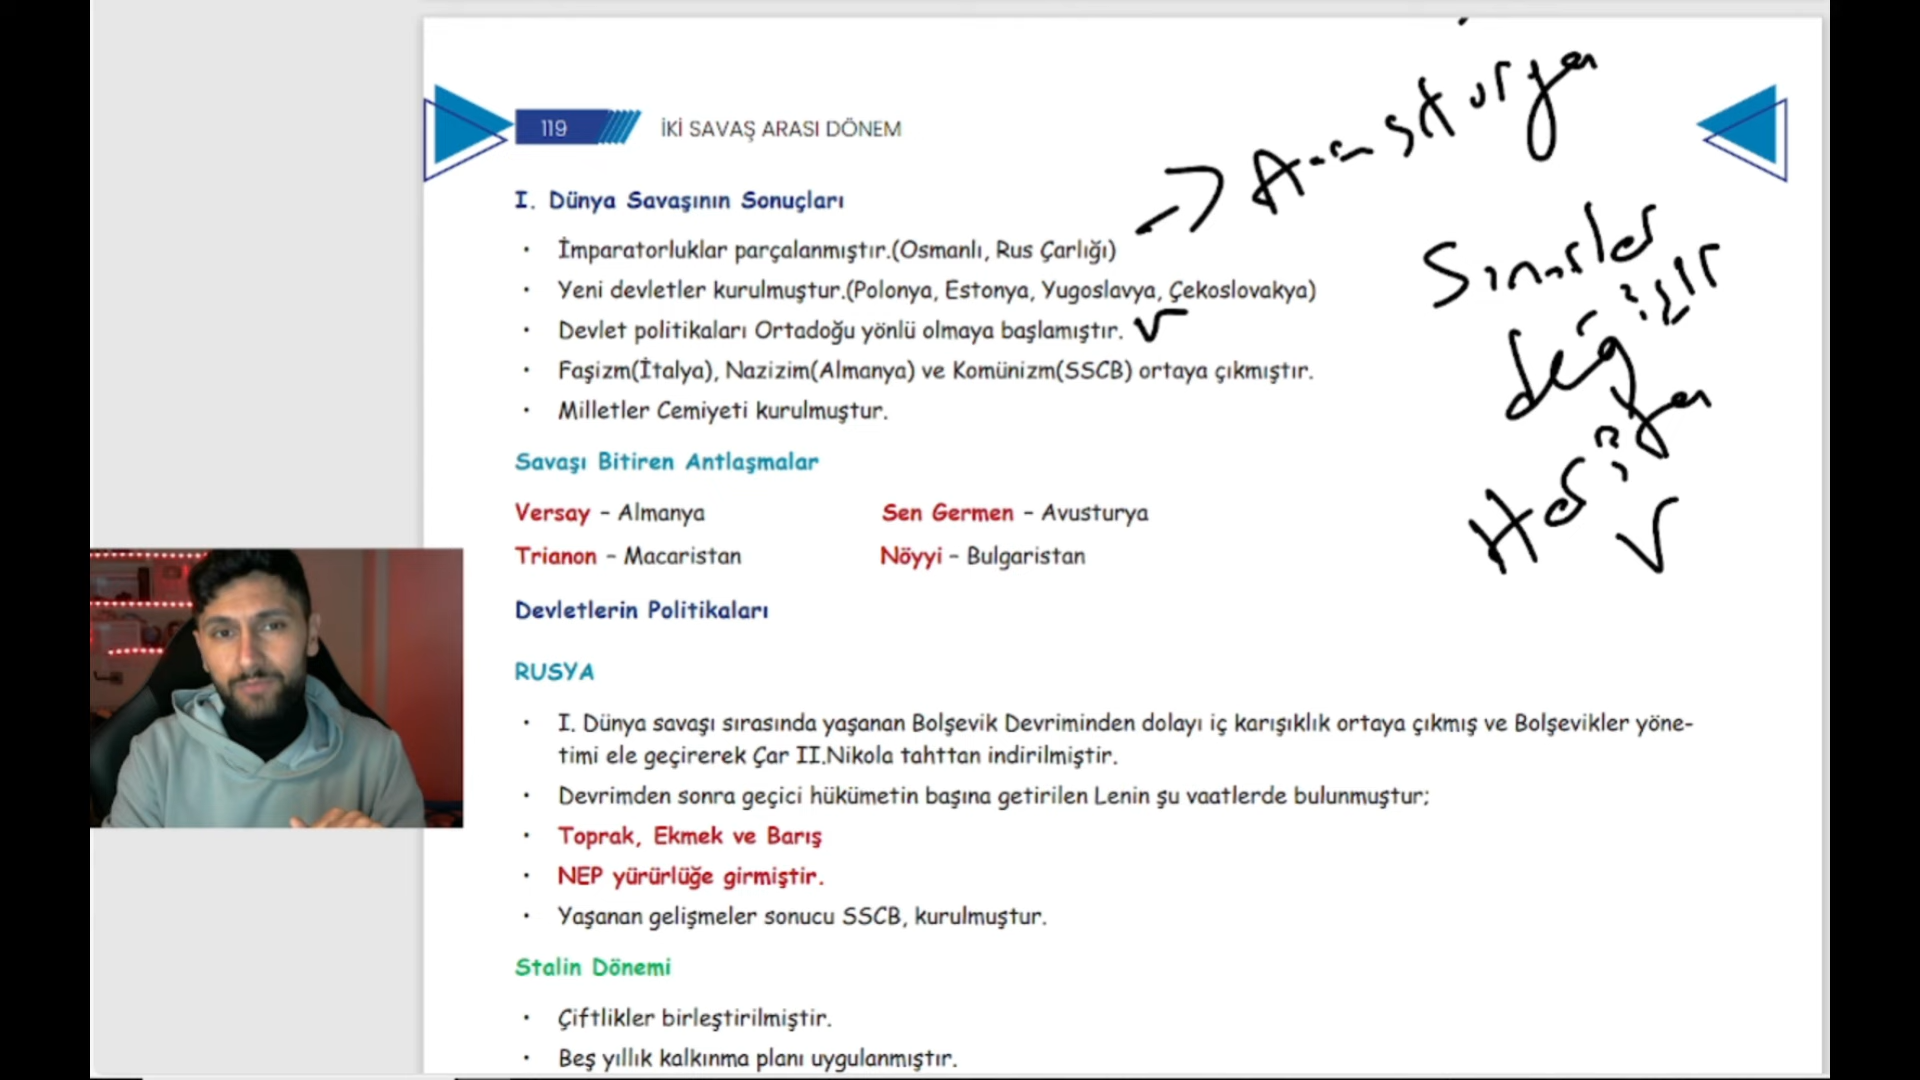 119 İKİ SAVAŞ ARASI DÖNEM
I. Dünya Savaşının Sonuçları
· İmparatorluklar parçalanmıştır.(Osmanlı, Rus Çarlığı)
· Yeni devletler kurulmuştur.(Polonya, Estonya, Yugoslavya, Çekoslovakya)
· Devlet politikaları Ortadoğu yönlü olmaya başlamıştır.
· Faşizm(İtalya), Nazizim(Almanya) ve Komünizm(SSCB) ortaya çıkmıştır.
· Milletler Cemiyeti kurulmuştur.
Sınırlar
değişir
Savaşı Bitiren Antlaşmalar
Versay – Almanya Sen Germen – Avusturya
Trianon – Macaristan Nöyyi – Bulgaristan
Devletlerin Politikaları
RUSYA
· I. Dünya savaşı sırasında yaşanan Bolşevik Devriminden dolayı iç karışıklık ortaya çıkmış ve Bolşevikler yöne-
timi ele geçirerek Çar II.Nikola tahttan indirilmiştir.
· Devrimden sonra geçici hükümetin başına getirilen Lenin şu vaatlerde bulunmuştur;
· Toprak, Ekmek ve Barış
· NEP yürürlüğe girmiştir.
· Yaşanan gelişmeler sonucu SSCB, kurulmuştur.
Stalin Dönemi
· Çiftlikler birleştirilmiştir.
· Beş yıllık kalkınma planı uygulanmıştır.